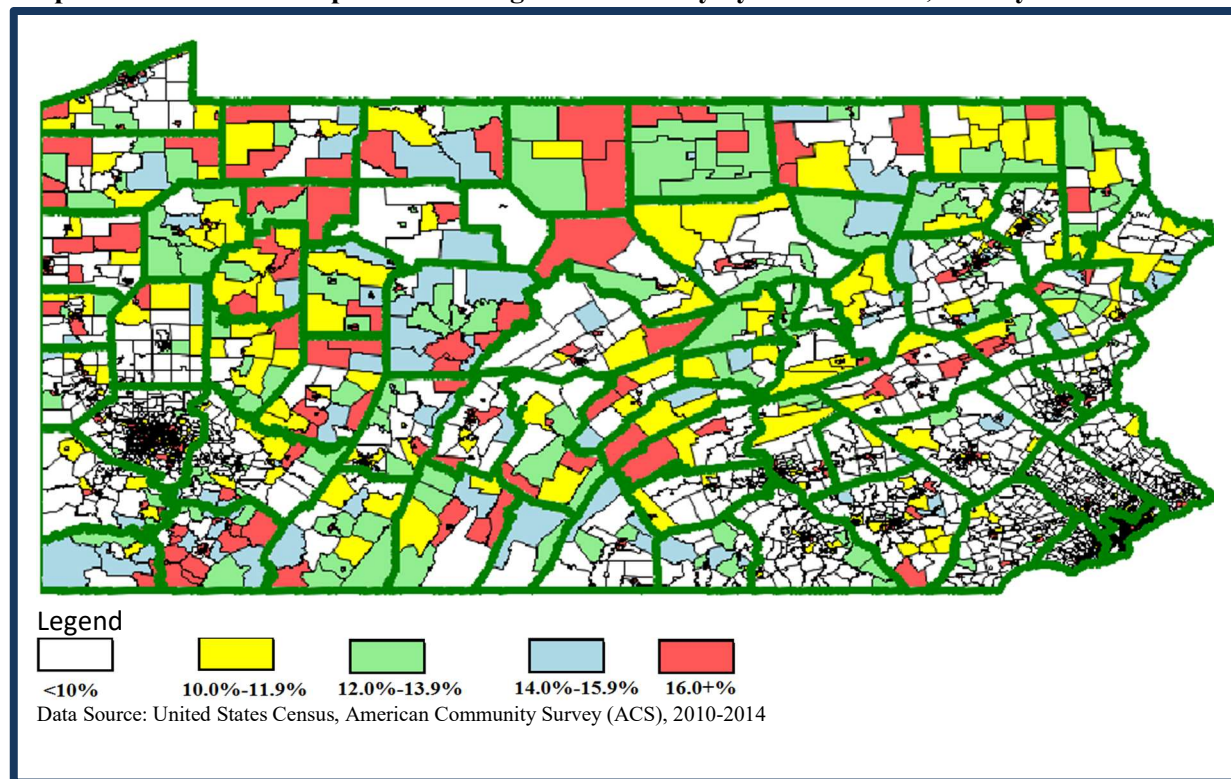 Legend
<10% 10.0%-11.9% 12.0%-13.9% 14.0%-15.9% 16.0+%
Data Source: United States Census, American Community Survey (ACS), 2010-2014